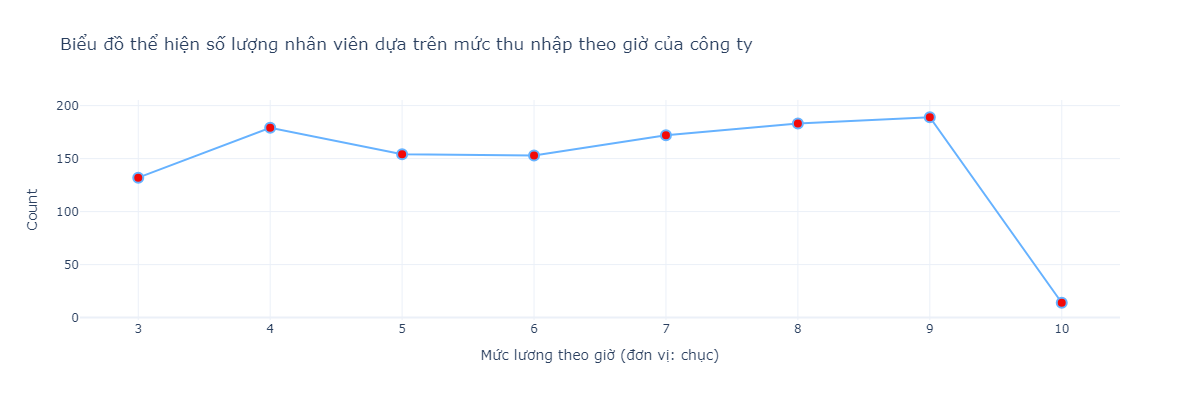 Biểu đồ thể hiện số lượng nhân viên dựa trên mức thu nhập theo giờ của công ty
200
150
100
50
0
Count
3 4 5 6 7 8 9 10
Mức lương theo giờ (đơn vị: chục)